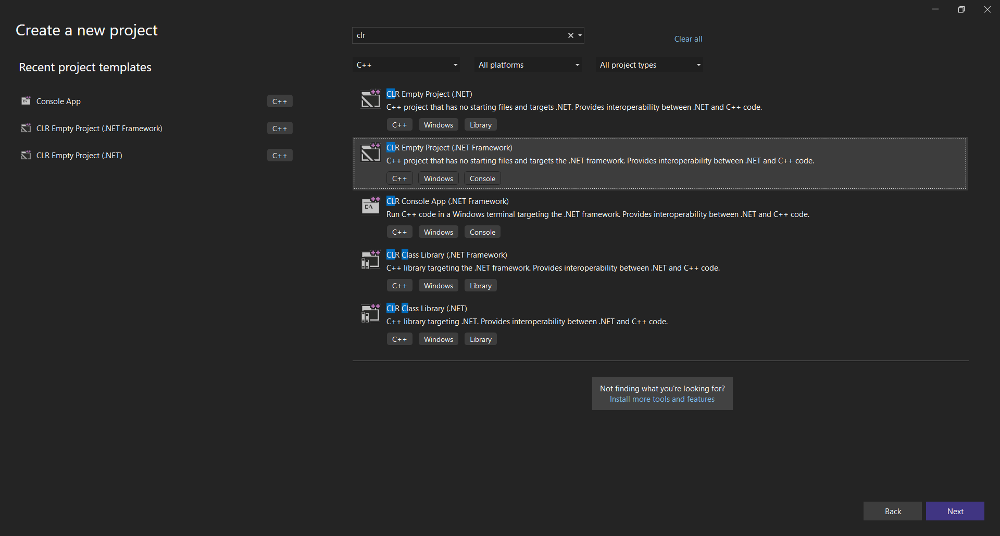 Create a new project
Recent project templates
Console App C++
CLR Empty Project (.NET Framework) C++
CLR Empty Project (.NET) C++
clr
Clear all
C++ All platforms All project types
CLR Empty Project (.NET)
C++ project that has no starting files and targets .NET. Provides interoperability between .NET and C++ code.
C++ Windows Library
CLR Empty Project (.NET Framework)
C++ project that has no starting files and targets the .NET framework. Provides interoperability between .NET and C++ code.
C++ Windows Console
C:\
CLR Console App (.NET Framework)
Run C++ code in a Windows terminal targeting the .NET framework. Provides interoperability between .NET and C++ code.
C++ Windows Console
CLR Class Library (.NET Framework)
C++ library targeting the .NET framework. Provides interoperability between .NET and C++ code.
C++ Windows Library
CLR Class Library (.NET)
C++ library targeting .NET. Provides interoperability between .NET and C++ code.
C++ Windows Library
Not finding what you're looking for?
Install more tools and features
Back Next